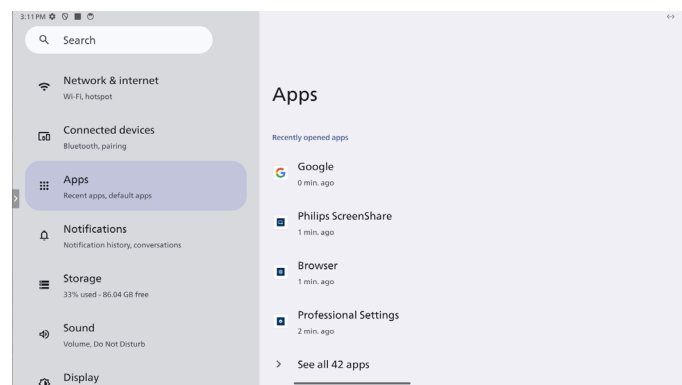 3:11 PM
Search
Network & internet
Wi-Fi, hotspot
Connected devices
Bluetooth, pairing
Apps
Recent apps, default apps
Notifications
Notification history, conversations
Storage
33% used - 86.04 GB free
Sound
Volume, Do Not Disturb
Display
Apps
Recently opened apps
Google
0 min. ago
Philips ScreenShare
1 min. ago
Browser
1 min. ago
Professional Settings
2 min. ago
See all 42 apps